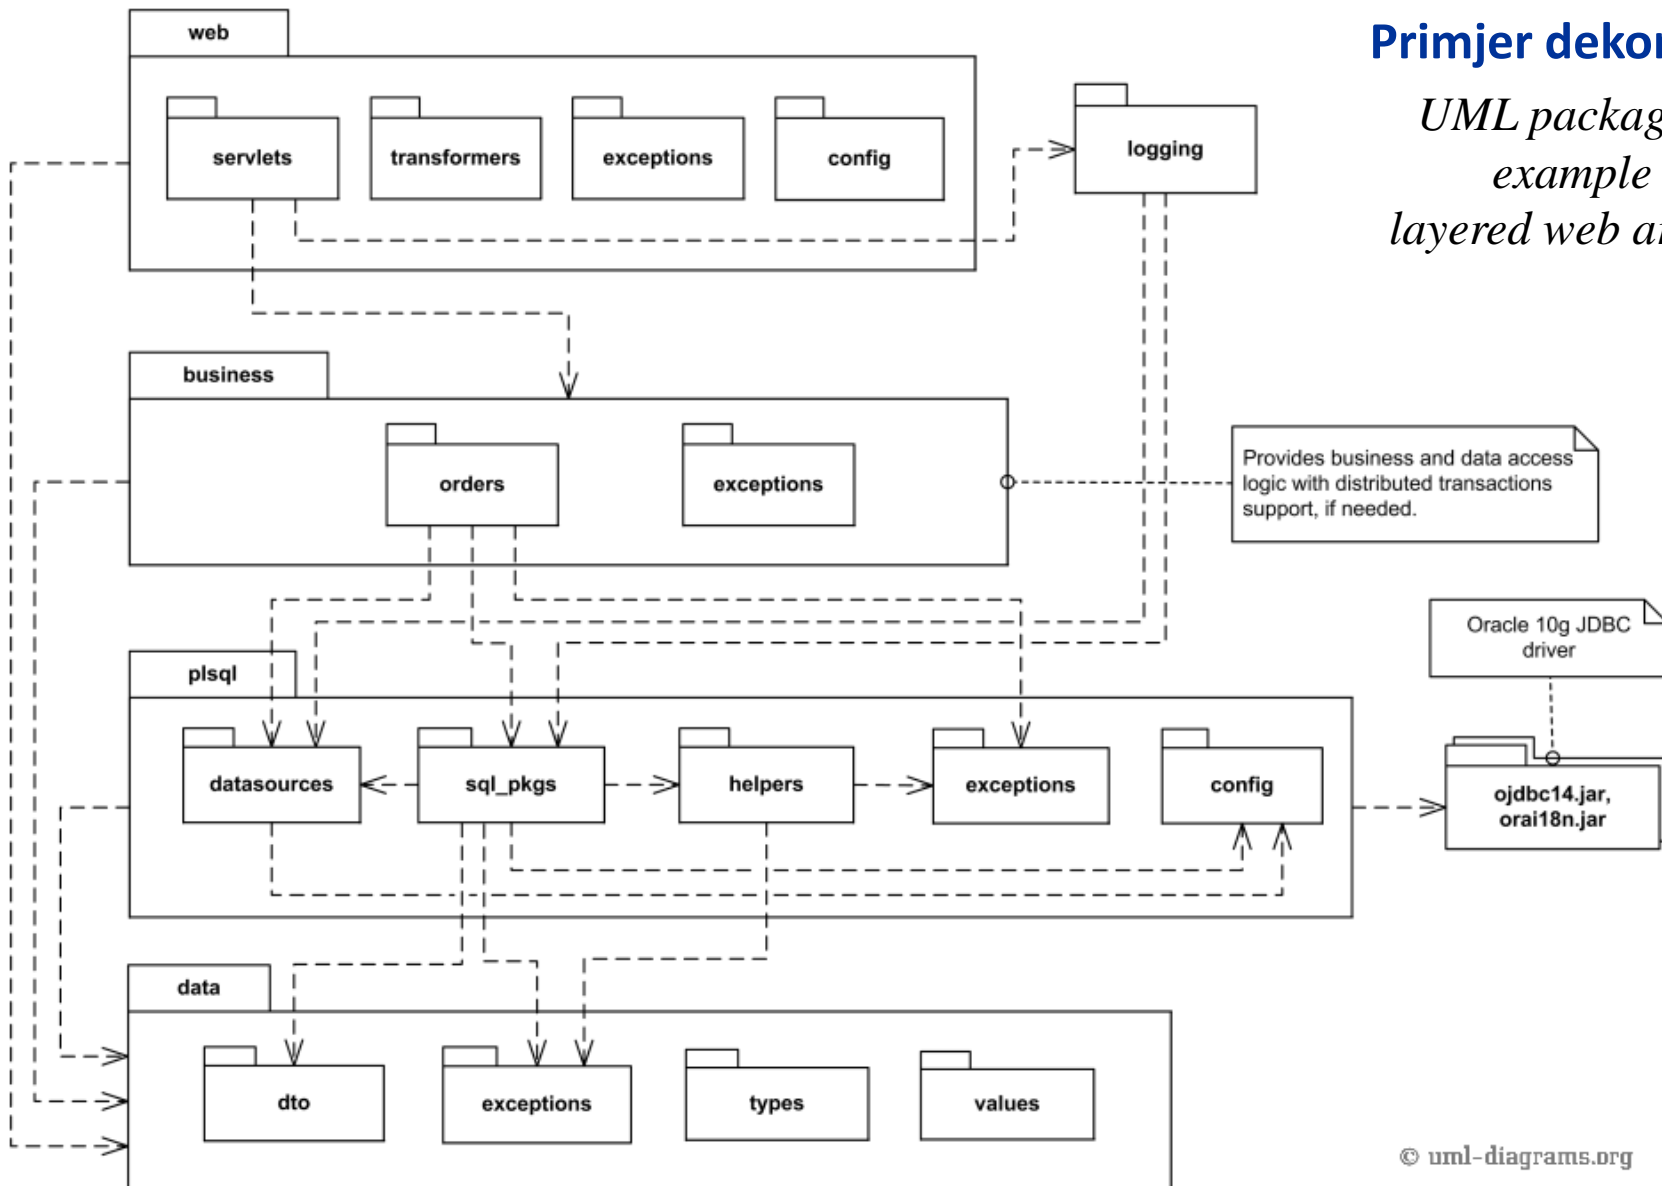 Primjer dekor
UML packag
example
layered web ar
web
servlets
transformers
exceptions
config
logging
business
orders
exceptions
Provides business and data access
logic with distributed transactions
support, if needed.
Oracle 10g JDBC
driver
plsql
datasources
sql_pkgs
helpers
exceptions
config
ojdbc14.jar,
orai18n.jar
data
dto
exceptions
types
values
© uml-diagrams.org